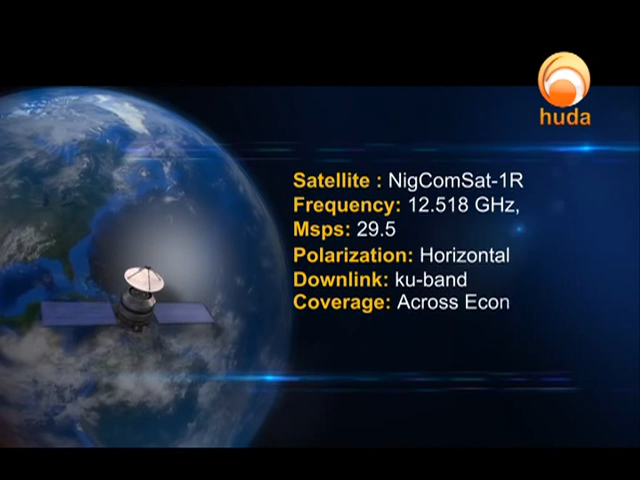 huda
Satellite : NigComSat-1R
Frequency: 12.518 GHz,
Msps: 29.5
Polarization: Horizontal
Downlink: ku-band
Coverage: Across Econ